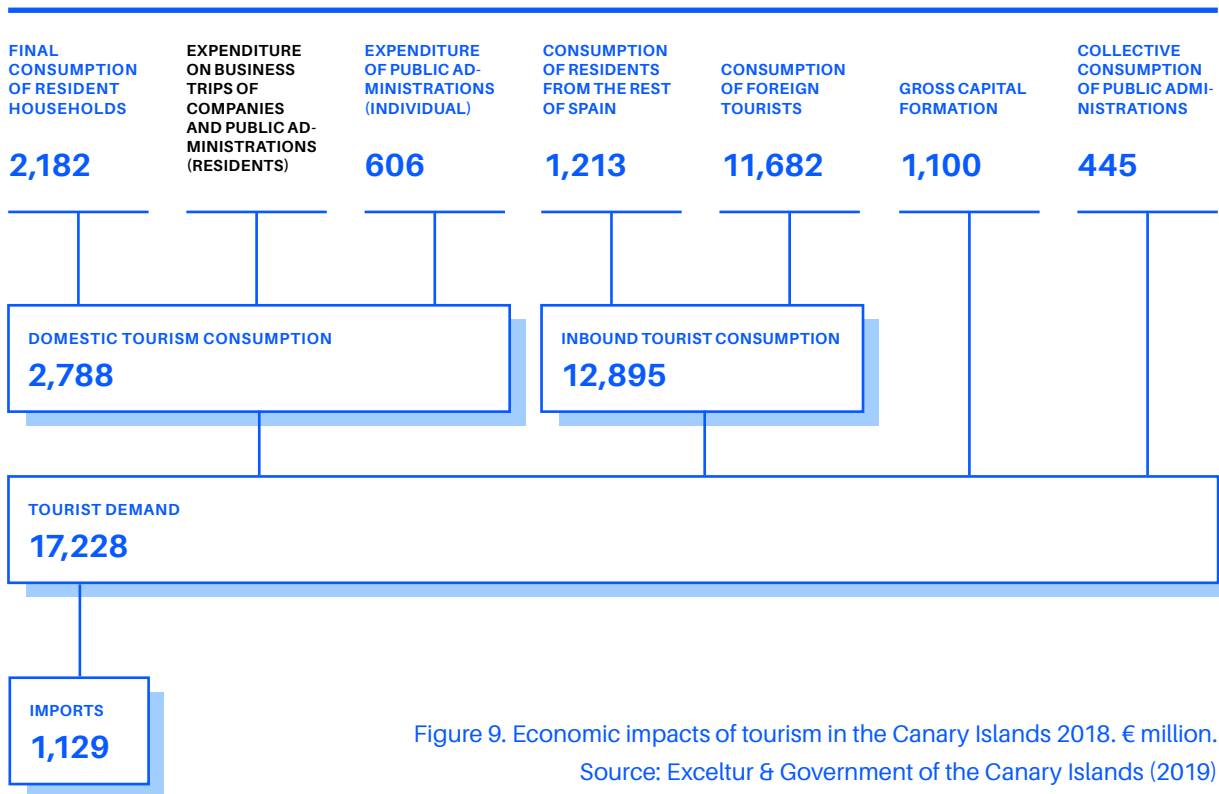 FINAL
CONSUMPTION
OF RESIDENT
HOUSEHOLDS
2,182
EXPENDITURE
ON BUSINESS
TRIPS OF
COMPANIES
AND PUBLIC AD-
MINISTRATIONS
(RESIDENTS)
EXPENDITURE
OF PUBLIC AD-
MINISTRATIONS
(INDIVIDUAL)
606
CONSUMPTION
OF RESIDENTS
FROM THE REST
OF SPAIN
1,213
CONSUMPTION
OF FOREIGN
TOURISTS
11,682
GROSS CAPITAL
FORMATION
1,100
COLLECTIVE
CONSUMPTION
OF PUBLIC ADMI-
NISTRATIONS
445
DOMESTIC TOURISM CONSUMPTION
2,788
INBOUND TOURIST CONSUMPTION
12,895
TOURIST DEMAND
17,228
IMPORTS
1,129
Figure 9. Economic impacts of tourism in the Canary Islands 2018. € million.
Source: Exceltur & Government of the Canary Islands (2019)